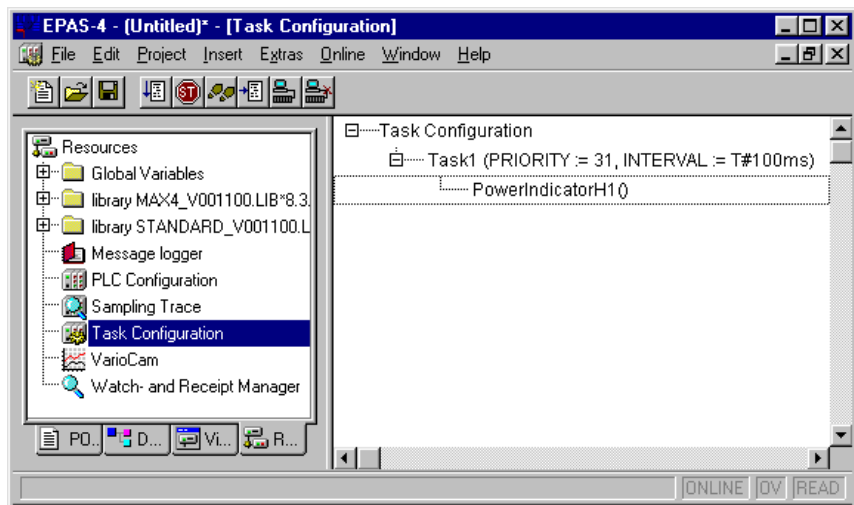 EPAS-4 - (Untitled)* - [Task Configuration]
File Edit Project Insert Extras Online Window Help
ST
Resources
Global Variables
library MAX4_V001100.LIB*8.3.
library STANDARD_V001100.L
Message logger
PLC Configuration
Sampling Trace
Task Configuration
VarioCam
Watch- and Receipt Manager
PO.. D... Vi... R...
Task Configuration
Task1 (PRIORITY := 31, INTERVAL := T#100ms)
PowerIndicatorH1()
ONLINE OV READ